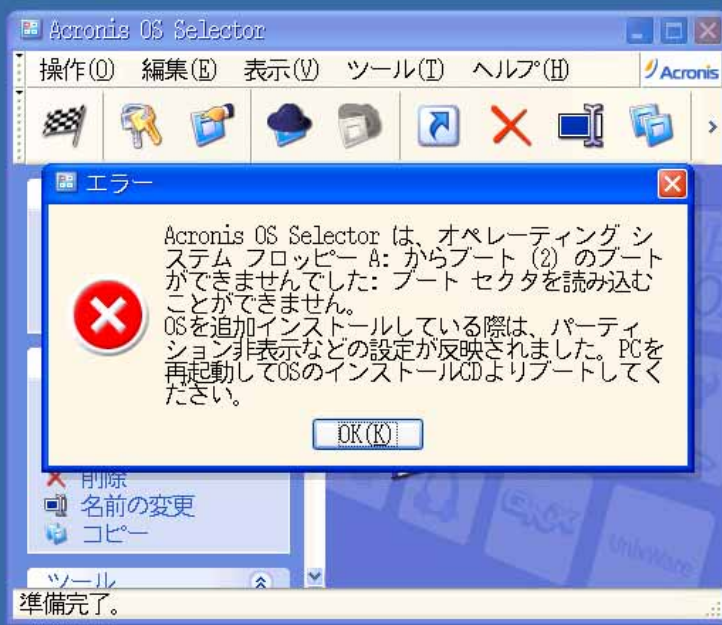 Acronis OS Selector
操作(O) 編集(E) 表示(V) ツール(T) ヘルプ(H) Acronis
エラー
Acronis OS Selector は、オペレーティング シ
ステム フロッピー A: からブート (2) のブート
ができませんでした: ブート セクタを読み込む
ことができません。
OSを追加インストールしている際は、パーティ
ション非表示などの設定が反映されました。PCを
再起動してOSのインストールCDよりブートしてく
ださい。
OK(K)
削除
名前の変更
コピー
ツール
UnixWare
準備完了。